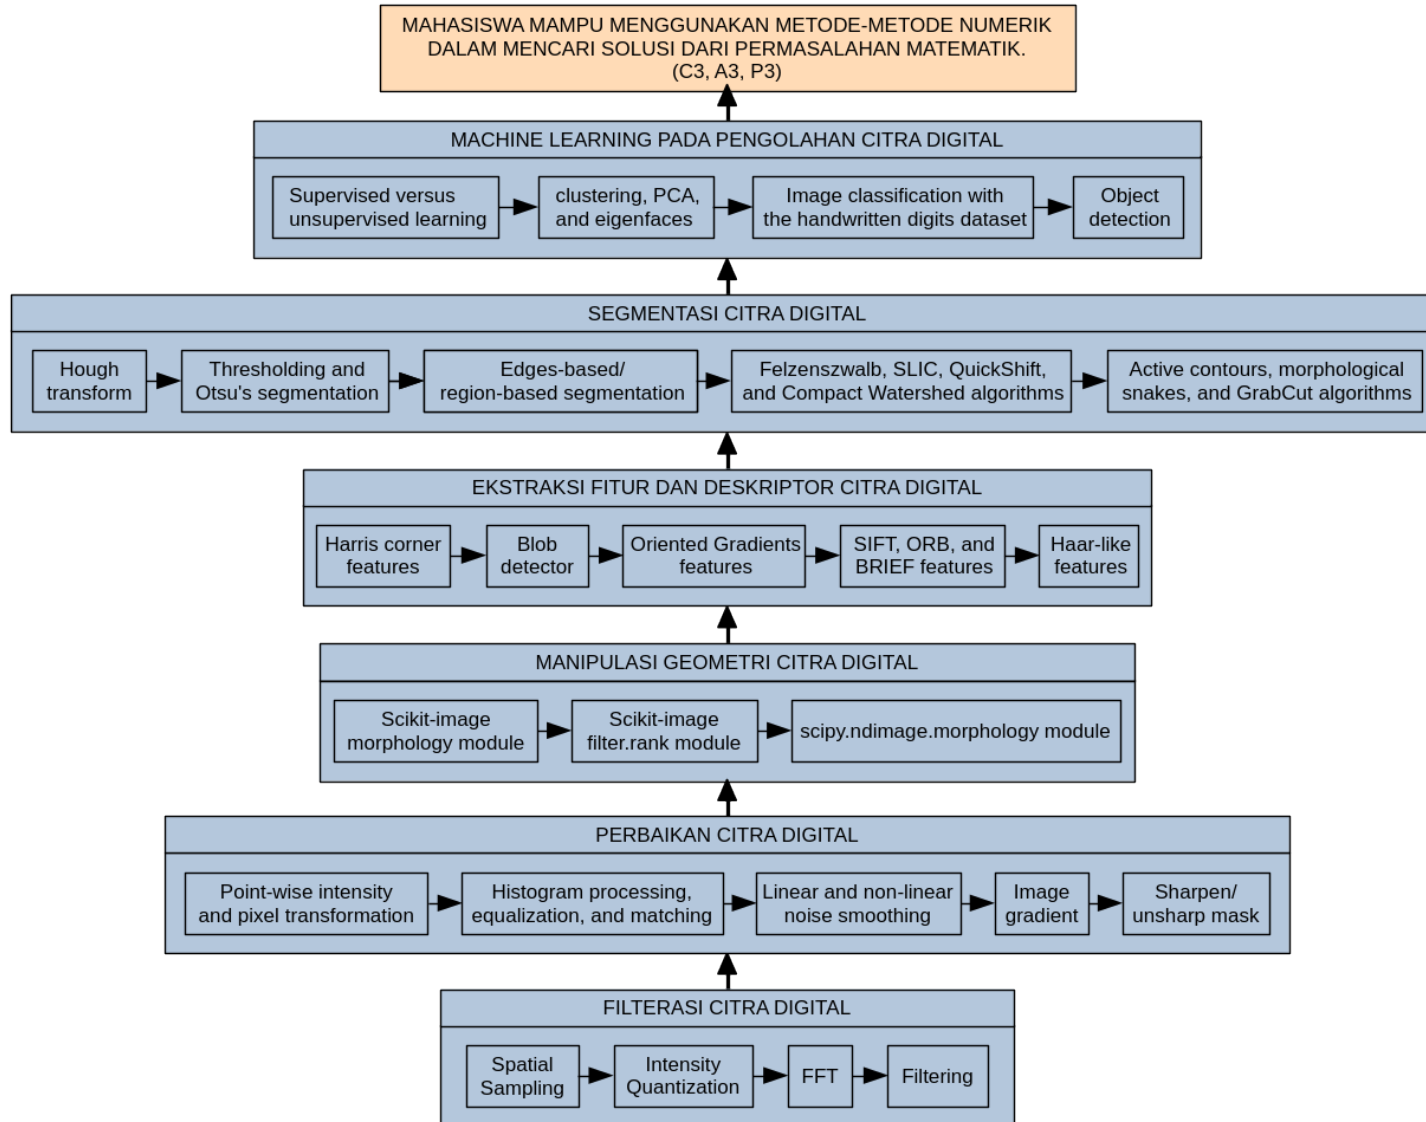 MAHASISWA MAMPU MENGGUNAKAN METODE-METODE NUMERIK
DALAM MENCARI SOLUSI DARI PERMASALAHAN MATEMATIK.
(C3, A3, P3)
MACHINE LEARNING PADA PENGOLAHAN CITRA DIGITAL
Supervised versus
unsupervised learning
clustering, PCA,
and eigenfaces
Image classification with
the handwritten digits dataset
Object
detection
SEGMENTASI CITRA DIGITAL
Hough
transform
Thresholding and
Otsu's segmentation
Edges-based/
region-based segmentation
Felzenszwalb, SLIC, QuickShift,
and Compact Watershed algorithms
Active contours, morphological
snakes, and GrabCut algorithms
EKSTRAKSI FITUR DAN DESKRIPTOR CITRA DIGITAL
Harris corner
features
Blob
detector
Oriented Gradients
features
SIFT, ORB, and
BRIEF features
Haar-like
features
MANIPULASI GEOMETRI CITRA DIGITAL
Scikit-image
morphology module
Scikit-image
filter.rank module
scipy.ndimage.morphology module
PERBAIKAN CITRA DIGITAL
Point-wise intensity
and pixel transformation
Histogram processing,
equalization, and matching
Linear and non-linear
noise smoothing
Image
gradient
Sharpen/
unsharp mask
FILTERASI CITRA DIGITAL
Spatial
Sampling
Intensity
Quantization
FFT
Filtering